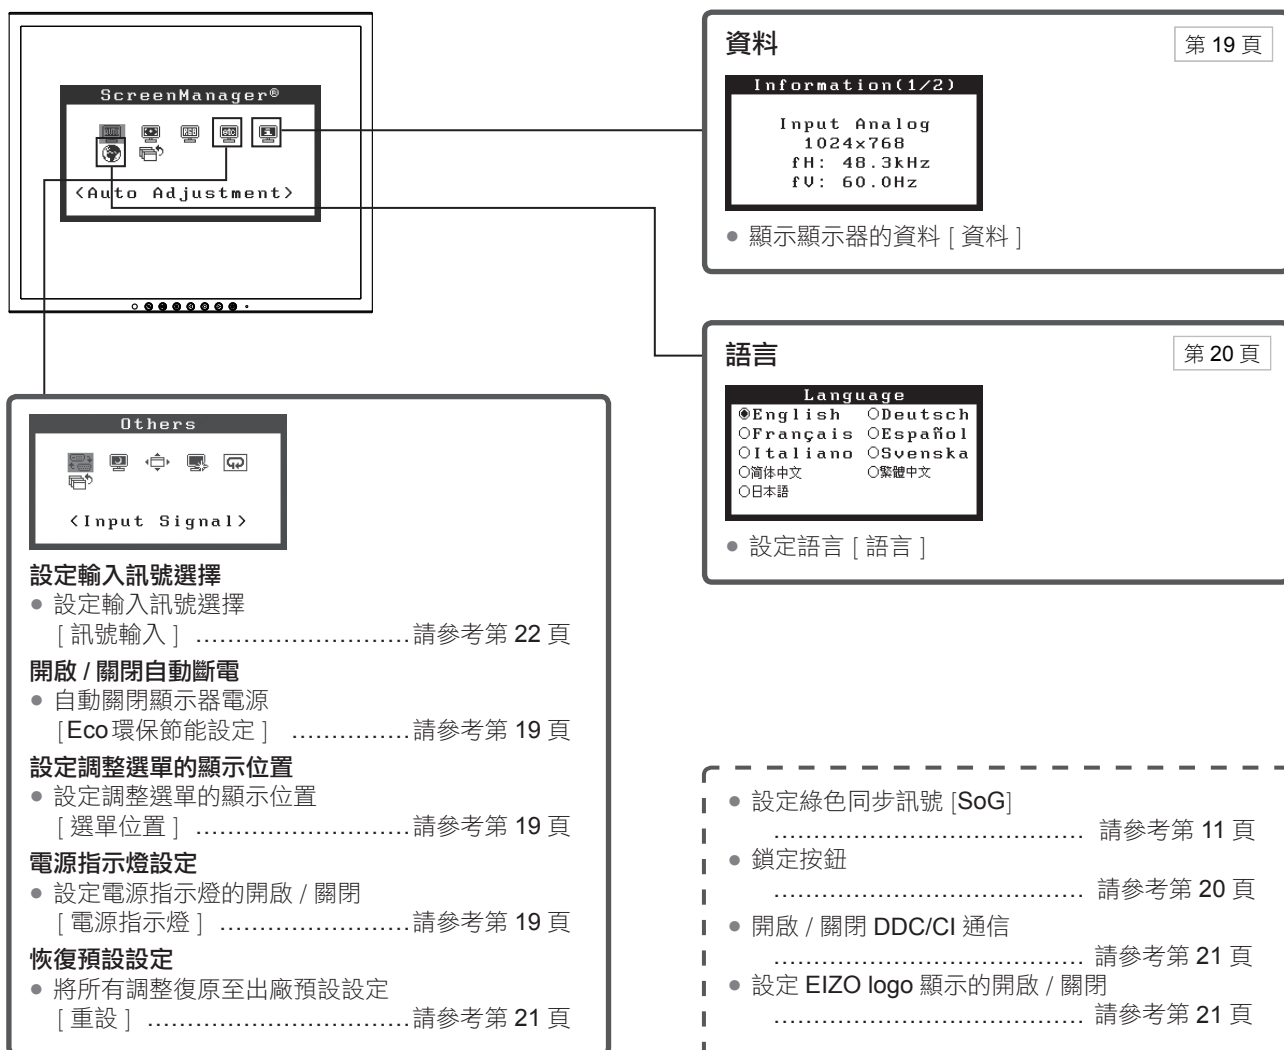 ScreenManager®
<Auto Adjustment>
資料
第 19 頁
Information(1/2)
Input Analog
1024x768
fH: 48.3kHz
fV: 60.0Hz
● 顯示顯示器的資料 [ 資料 ]
語言
第 20 頁
Language
English Deutsch
Français Español
Italiano Svenska
简体中文 繁體中文
日本語
● 設定語言 [ 語言 ]
Others
<Input Signal>
設定輸入訊號選擇
● 設定輸入訊號選擇
[ 訊號輸入 ] ...........................請參考第 22 頁
開啟 / 關閉自動斷電
● 自動關閉顯示器電源
[Eco 環保節能設定 ] ...............請參考第 19 頁
設定調整選單的顯示位置
● 設定調整選單的顯示位置
[ 選單位置 ] ...........................請參考第 19 頁
電源指示燈設定
● 設定電源指示燈的開啟 / 關閉
[ 電源指示燈 ] ........................請參考第 19 頁
恢復預設設定
● 將所有調整復原至出廠預設設定
[ 重設 ] .................................請參考第 21 頁
● 設定綠色同步訊號 [SoG]
....................................... 請參考第 11 頁
● 鎖定按鈕
....................................... 請參考第 20 頁
● 開啟 / 關閉 DDC/CI 通信
....................................... 請參考第 21 頁
● 設定 EIZO logo 顯示的開啟 / 關閉
....................................... 請參考第 21 頁